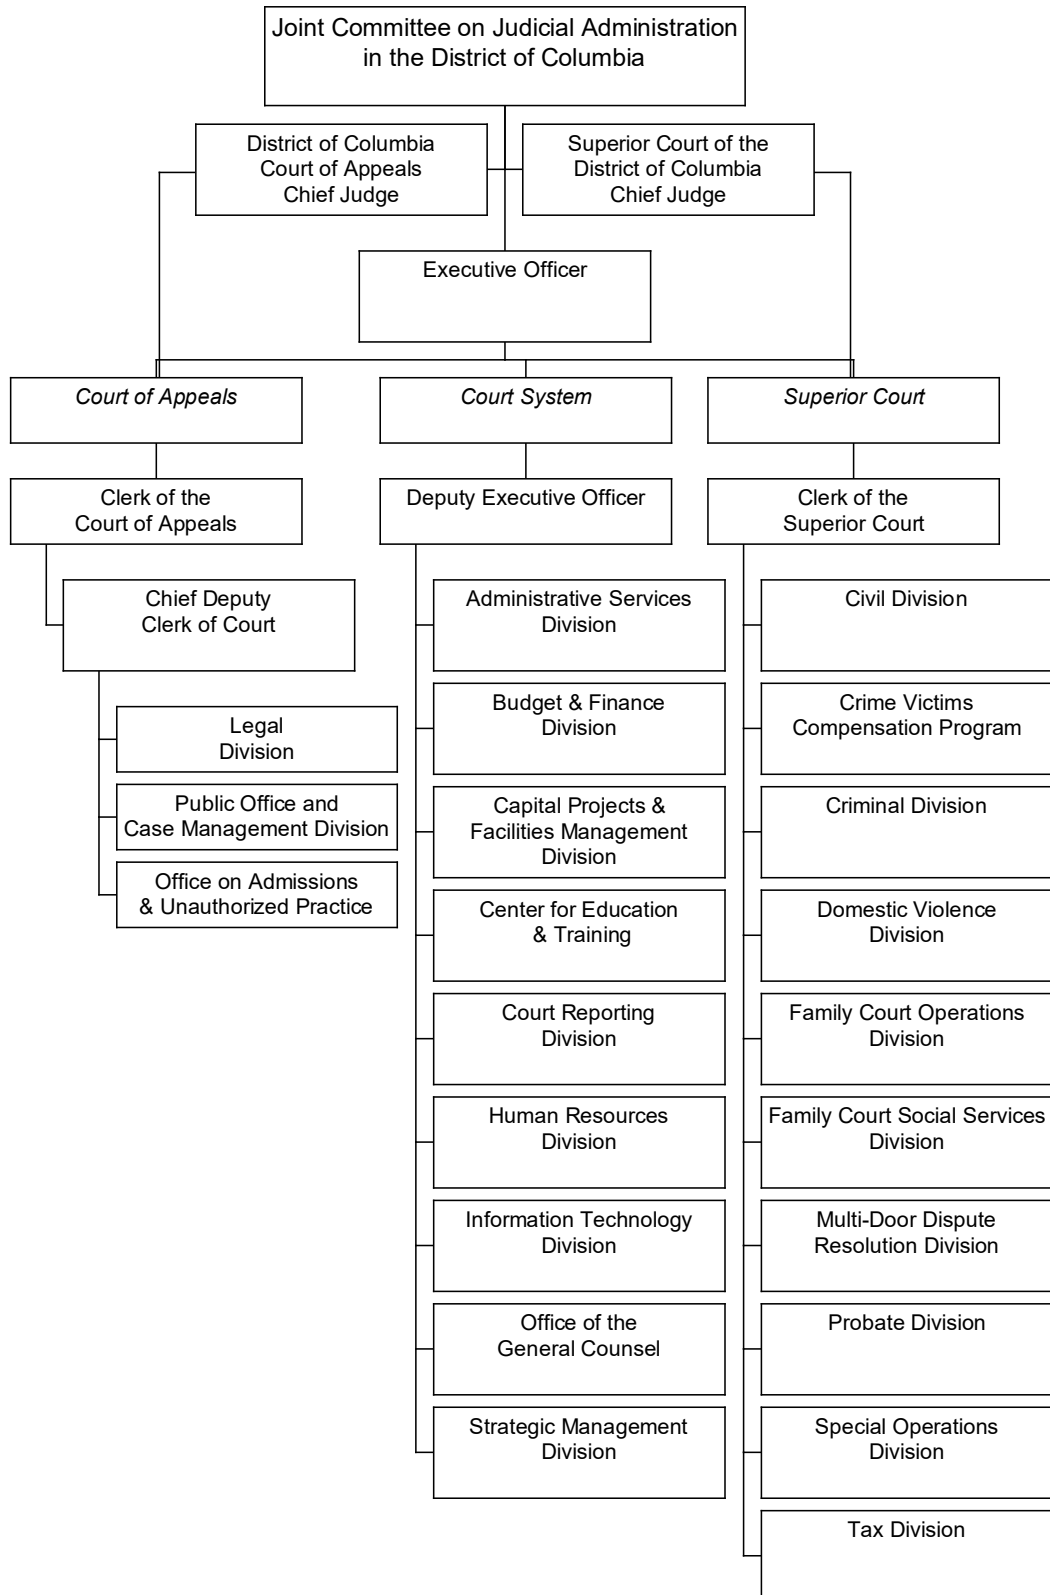 Joint Committee on Judicial Administration
in the District of Columbia
District of Columbia
Court of Appeals
Chief Judge
Superior Court of the
District of Columbia
Chief Judge
Executive Officer
Court of Appeals
Court System
Superior Court
Clerk of the
Court of Appeals
Deputy Executive Officer
Clerk of the
Superior Court
Chief Deputy
Clerk of Court
Legal
Division
Public Office and
Case Management Division
Office on Admissions
& Unauthorized Practice
Administrative Services
Division
Budget & Finance
Division
Capital Projects &
Facilities Management
Division
Center for Education
& Training
Court Reporting
Division
Human Resources
Division
Information Technology
Division
Office of the
General Counsel
Strategic Management
Division
Civil Division
Crime Victims
Compensation Program
Criminal Division
Domestic Violence
Division
Family Court Operations
Division
Family Court Social Services
Division
Multi-Door Dispute
Resolution Division
Probate Division
Special Operations
Division
Tax Division